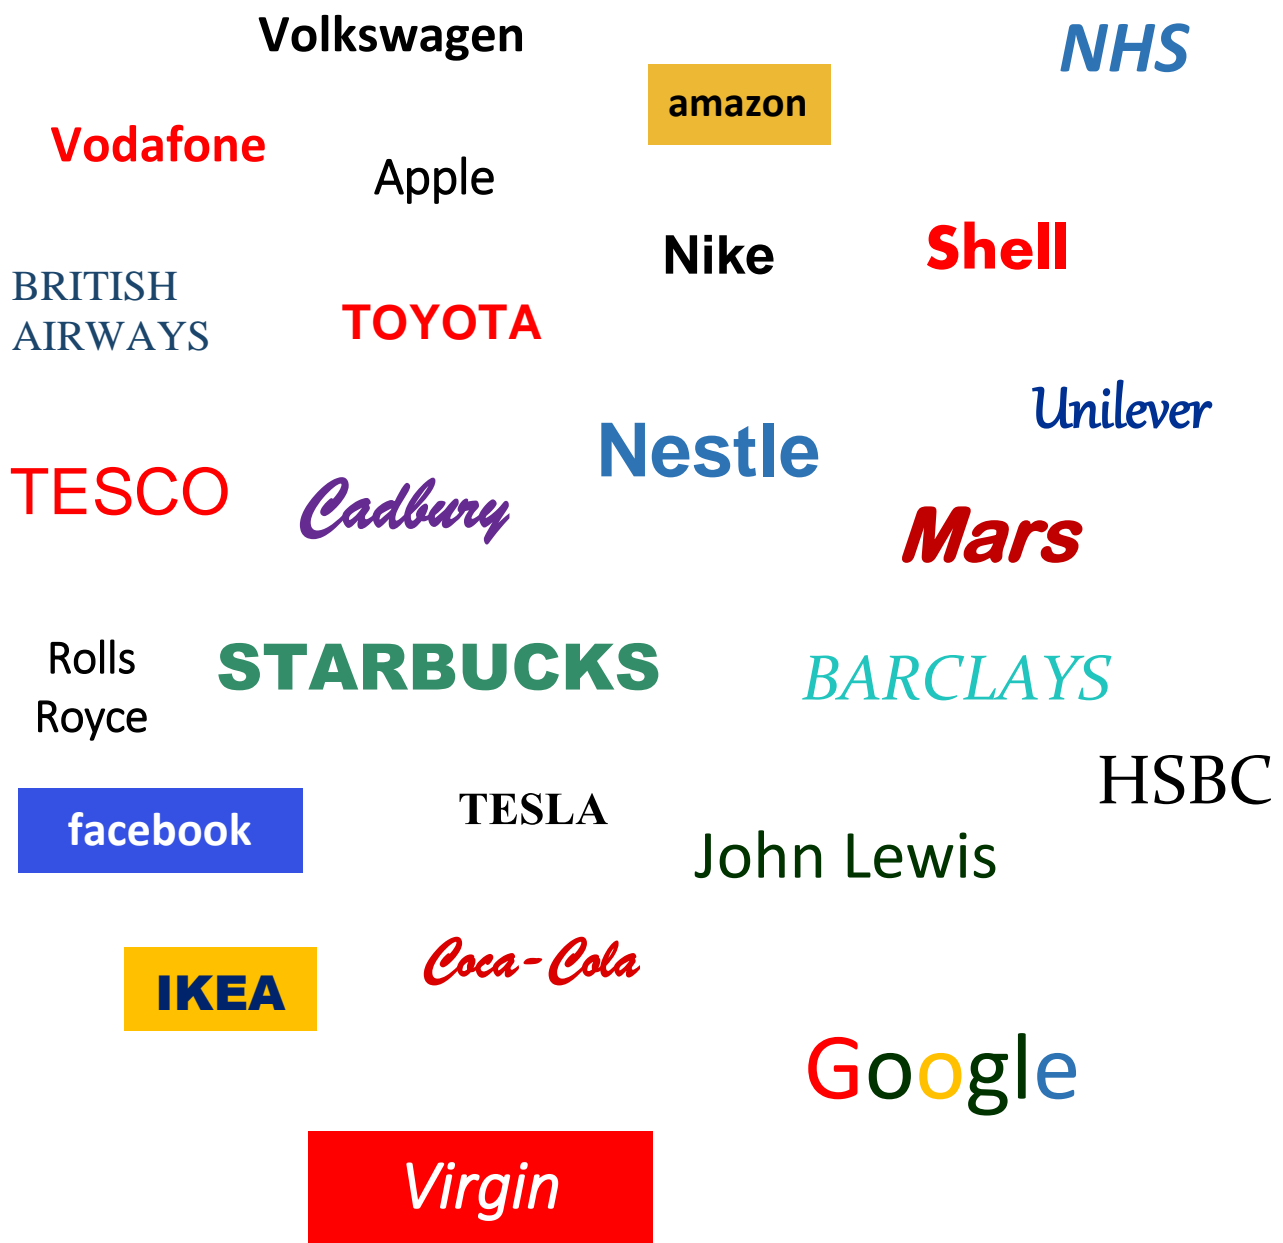 Volkswagen
NHS
amazon
Vodafone
Apple
Nike
Shell
BRITISH
AIRWAYS
TOYOTA
Unilever
Nestle
TESCO
Cadbury
Mars
Rolls
Royce
STARBUCKS
BARCLAYS
HSBC
facebook
TESLA
John Lewis
Coca-Cola
IKEA
Google
Virgin